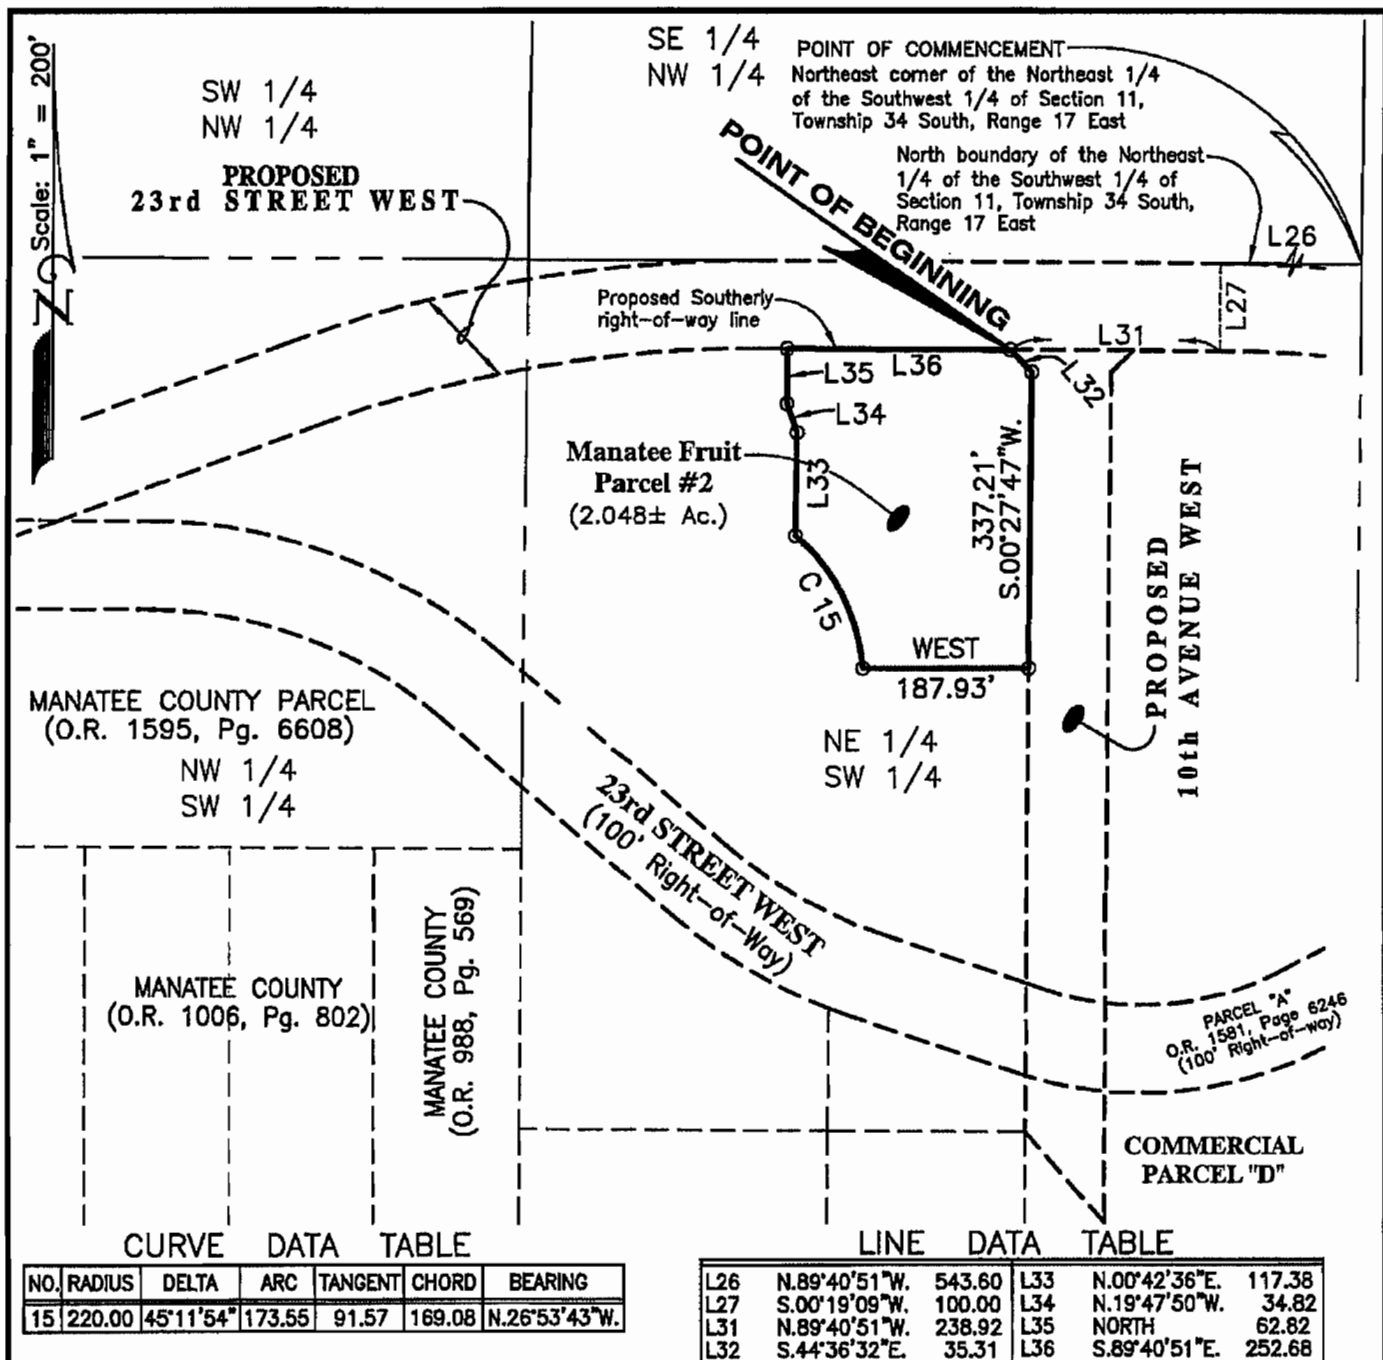 Scale: 1" = 200'
SW 1/4
NW 1/4
SE 1/4
NW 1/4
POINT OF COMMENCEMENT
Northeast corner of the Northeast 1/4
of the Southwest 1/4 of Section 11,
Township 34 South, Range 17 East
North boundary of the Northeast
1/4 of the Southwest 1/4 of
Section 11, Township 34 South,
Range 17 East
PROPOSED
23rd STREET WEST
POINT OF BEGINNING
N
L26
L27
L31
L32
Proposed Southerly
right-of-way line
L36
L35
L34
L33
Manatee Fruit
Parcel #2
(2.048± Ac.)
337.21'
S.00°27'47"W.
C 15
WEST
187.93'
PROPOSED
10th AVENUE WEST
MANATEE COUNTY PARCEL
(O.R. 1595, Pg. 6608)
NW 1/4
SW 1/4
NE 1/4
SW 1/4
23rd STREET WEST
(100' Right-of-Way)
MANATEE COUNTY
(O.R. 1006, Pg. 802)
MANATEE COUNTY
(O.R. 988, Pg. 569)
PARCEL "A"
O.R. 1581, Page 6246
(100' Right-of-way)
COMMERCIAL
PARCEL "D"
CURVE DATA TABLE
NO. RADIUS DELTA ARC TANGENT CHORD BEARING
15 220.00 45°11'54" 173.55 91.57 169.08 N.26°53'43"W.
LINE DATA TABLE
L26 N.89°40'51"W. 543.60 L33 N.00°42'36"E. 117.38
L27 S.00°19'09"W. 100.00 L34 N.19°47'50"W. 34.82
L31 N.89°40'51"W. 238.92 L35 NORTH 62.82
L32 S.44°36'32"E. 35.31 L36 S.89°40'51"E. 252.68